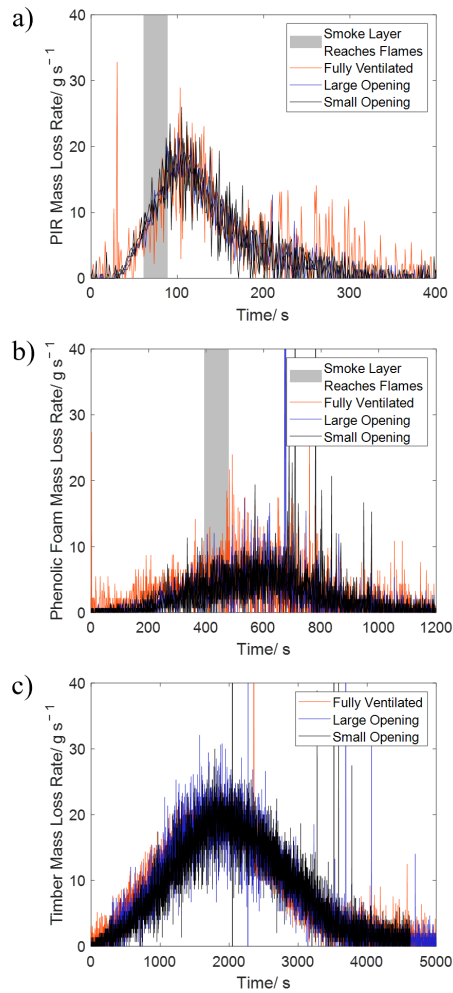 a)
40
30
20
10
0
PIR Mass Loss Rate/ g s⁻¹
Smoke Layer
Reaches Flames
Fully Ventilated
Large Opening
Small Opening
0 100 200 300 400
Time/ s
b)
40
30
20
10
0
Phenolic Foam Mass Loss Rate/ g s⁻¹
Smoke Layer
Reaches Flames
Fully Ventilated
Large Opening
Small Opening
0 200 400 600 800 1000 1200
Time/ s
c)
40
30
20
10
0
Timber Mass Loss Rate/ g s⁻¹
Fully Ventilated
Large Opening
Small Opening
0 1000 2000 3000 4000 5000
Time/ s